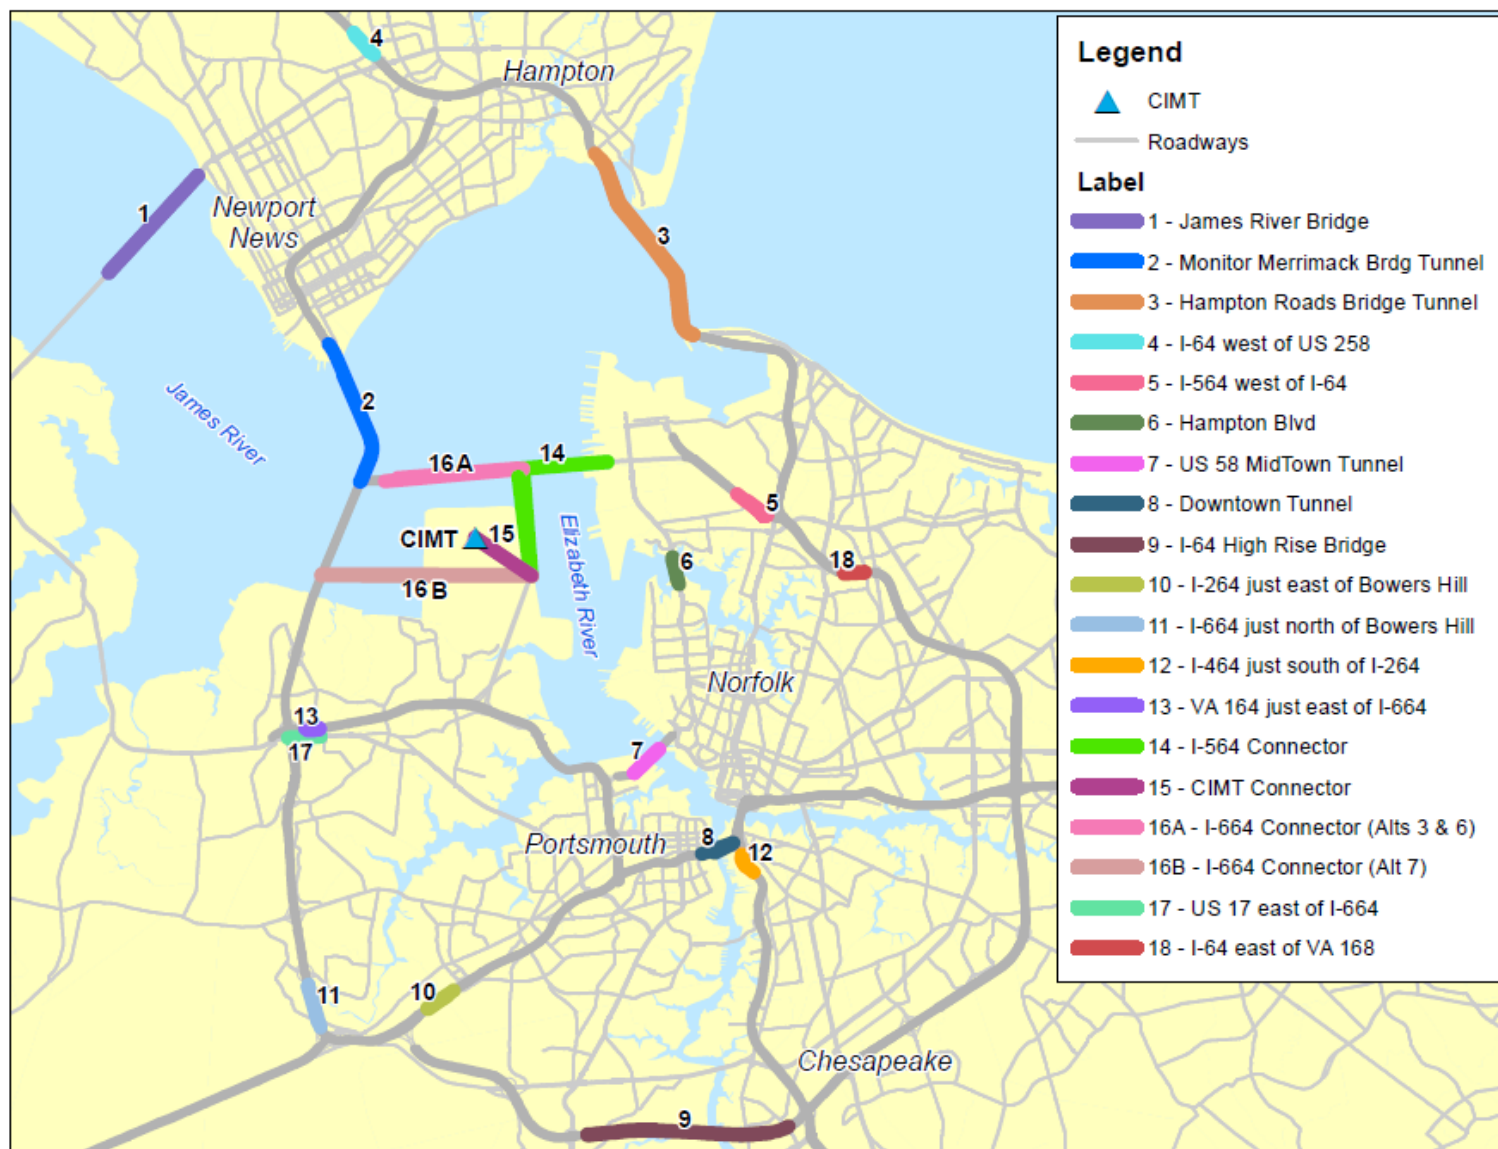 4
Hampton
1
Newport
News
3
2
James River
16A
14
5
CIMT
15
Elizabeth River
16B
6
18
Norfolk
13
17
7
Portsmouth
8
12
11
10
Chesapeake
9
Legend
CIMT
Roadways
Label
1 - James River Bridge
2 - Monitor Merrimack Brdg Tunnel
3 - Hampton Roads Bridge Tunnel
4 - I-64 west of US 258
5 - I-564 west of I-64
6 - Hampton Blvd
7 - US 58 MidTown Tunnel
8 - Downtown Tunnel
9 - I-64 High Rise Bridge
10 - I-264 just east of Bowers Hill
11 - I-664 just north of Bowers Hill
12 - I-464 just south of I-264
13 - VA 164 just east of I-664
14 - I-564 Connector
15 - CIMT Connector
16A - I-664 Connector (Alts 3 & 6)
16B - I-664 Connector (Alt 7)
17 - US 17 east of I-664
18 - I-64 east of VA 168